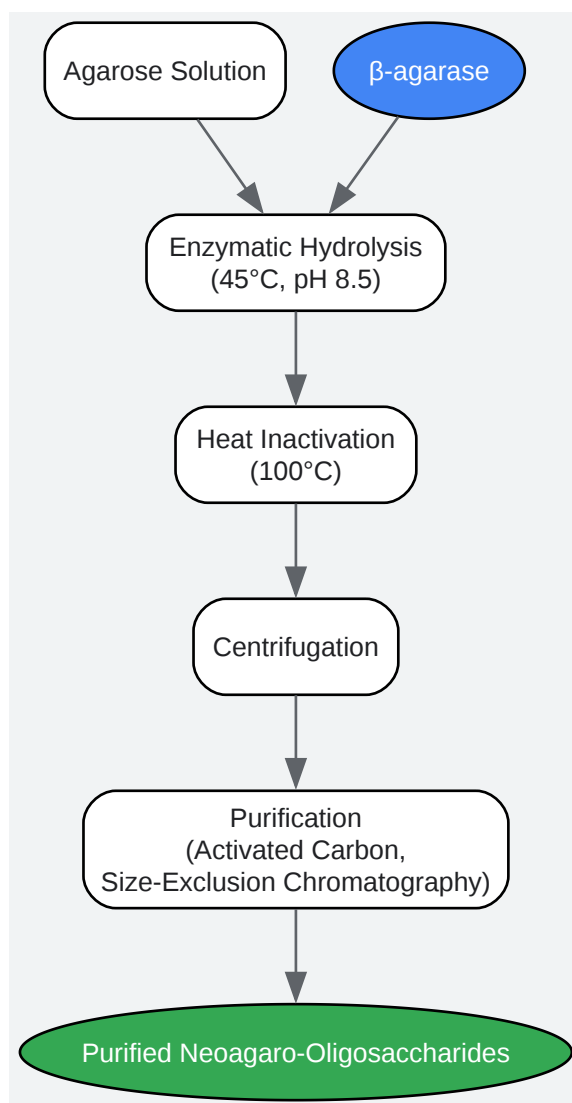 Agarose Solution
β-agarase
Enzymatic Hydrolysis
(45°C, pH 8.5)
Heat Inactivation
(100°C)
Centrifugation
Purification
(Activated Carbon,
Size-Exclusion Chromatography)
Purified Neoagaro-Oligosaccharides